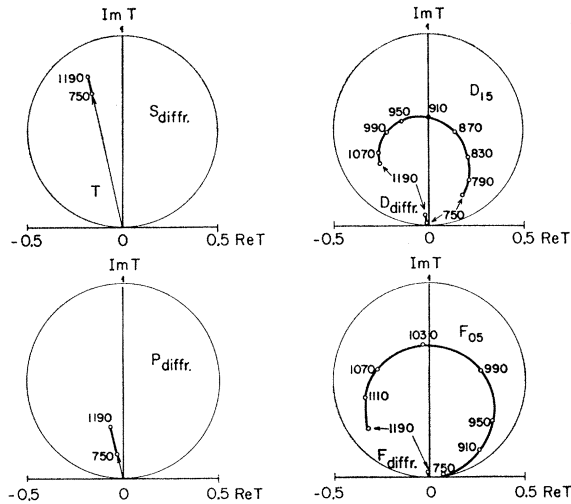 Im T
1190
750
S diffr.
T
-0.5 0 0.5 Re T
Im T
D15
950 910
990 870
1070 830
1190 790
D diffr. 750
-0.5 0 0.5 Re T
Im T
P diffr.
1190
750
-0.5 0 0.5 Re T
Im T
1030 F05
1070 990
1110
950
1190 910
F diffr. 750
-0.5 0 0.5 Re T